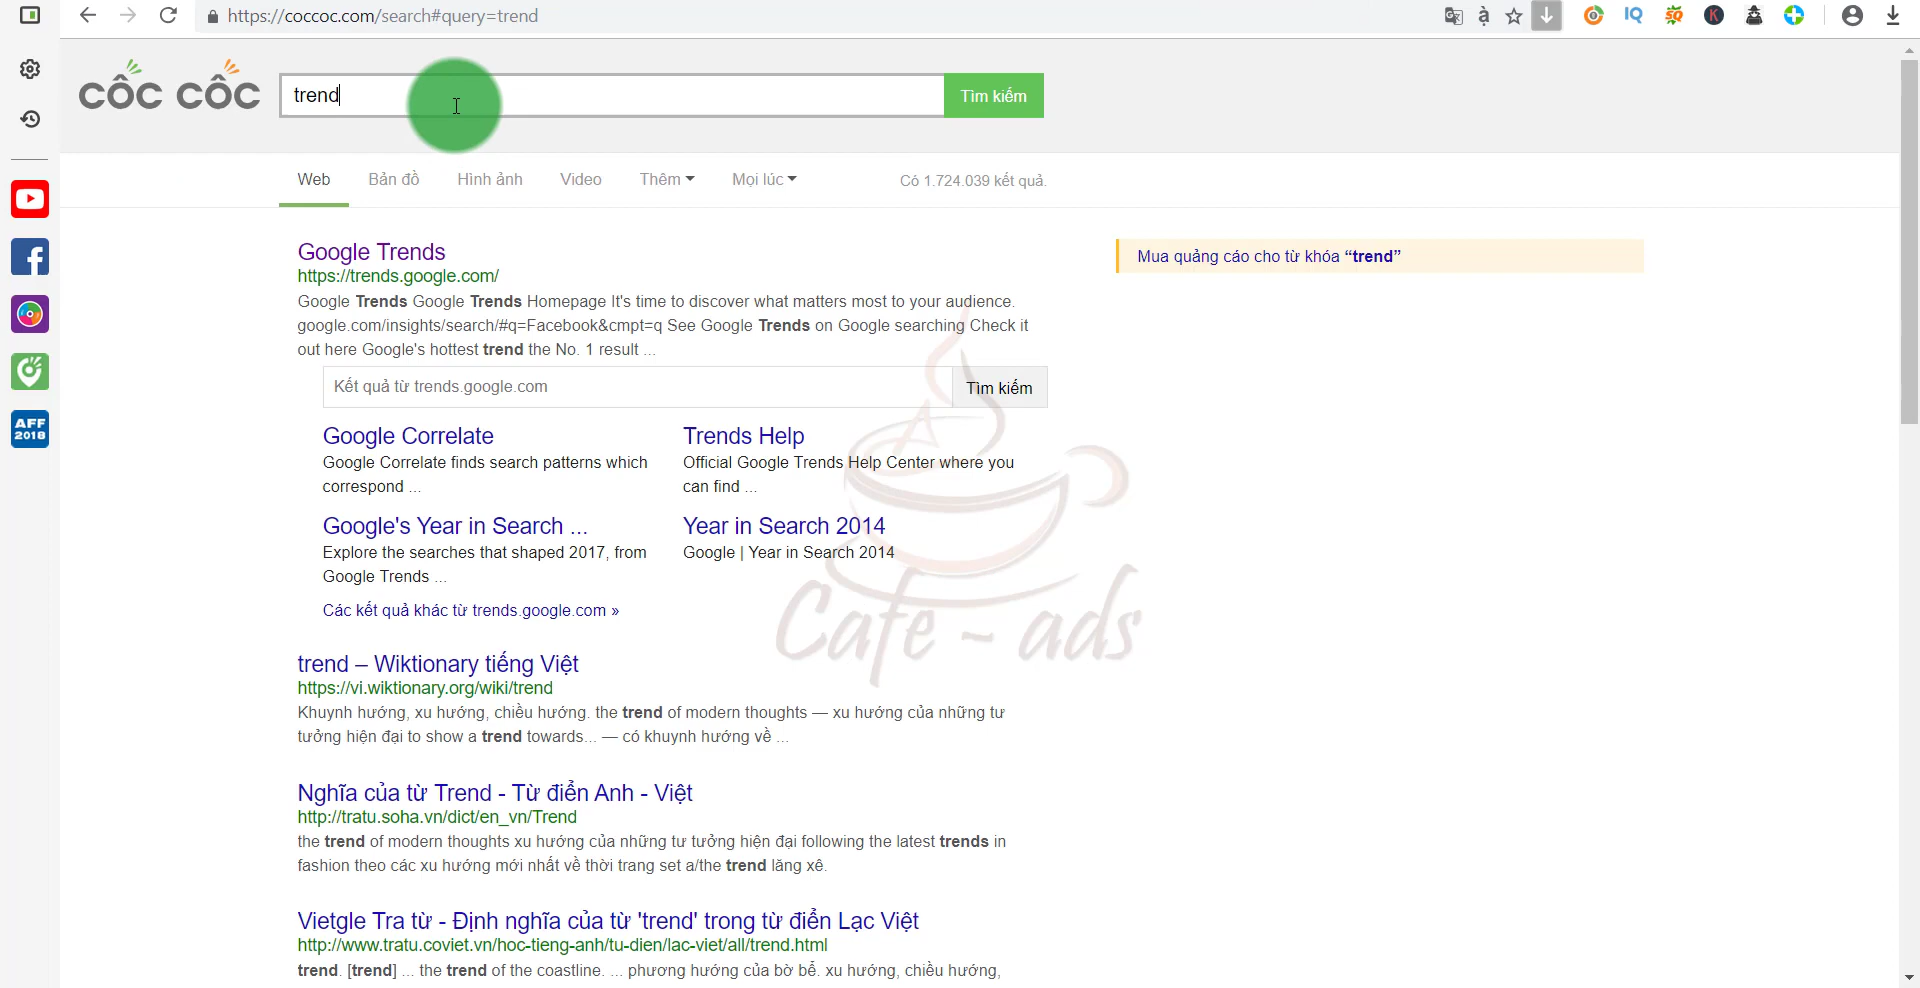 https://coccoc.com/search#query=trend
à
IQ
SQ
K
CỐC CỐC
trend
Tìm kiếm
Web Bản đồ Hình ảnh Video Thêm Mọi lúc Có 1.724.039 kết quả.
AFF
2018
Google Trends
https://trends.google.com/
Google Trends Google Trends Homepage It's time to discover what matters most to your audience.
google.com/insights/search/#q=Facebook&cmpt=q See Google Trends on Google searching Check it
out here Google's hottest trend the No. 1 result ...
Kết quả từ trends.google.com
Tìm kiếm
Google Correlate
Google Correlate finds search patterns which
correspond ...
Trends Help
Official Google Trends Help Center where you
can find ...
Google's Year in Search ...
Explore the searches that shaped 2017, from
Google Trends ...
Year in Search 2014
Google | Year in Search 2014
Các kết quả khác từ trends.google.com »
trend – Wiktionary tiếng Việt
https://vi.wiktionary.org/wiki/trend
Khuynh hướng, xu hướng, chiều hướng. the trend of modern thoughts — xu hướng của những tư
tưởng hiện đại to show a trend towards... — có khuynh hướng về ...
Nghĩa của từ Trend - Từ điển Anh - Việt
http://tratu.soha.vn/dict/en_vn/Trend
the trend of modern thoughts xu hướng của những tư tưởng hiện đại following the latest trends in
fashion theo các xu hướng mới nhất về thời trang set a/the trend lăng xê.
Vietgle Tra từ - Định nghĩa của từ 'trend' trong từ điển Lạc Việt
http://www.tratu.coviet.vn/hoc-tieng-anh/tu-dien/lac-viet/all/trend.html
trend. [trend] ... the trend of the coastline. ... phương hướng của bờ bể. xu hướng, chiều hướng,
Mua quảng cáo cho từ khóa “trend”
Cafe - ads